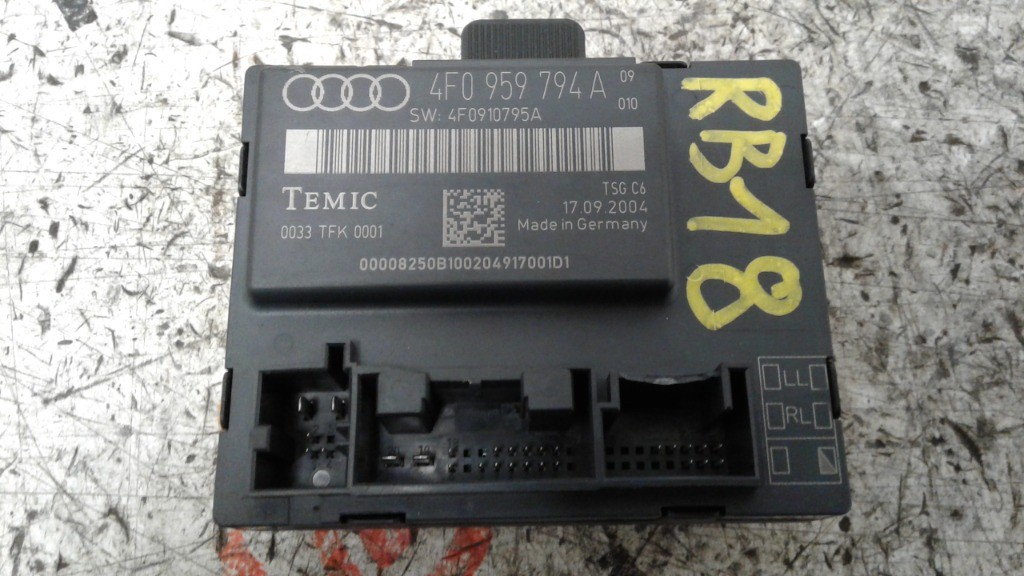 4F0 959 794 A 09
010
SW: 4F0910795A
TEMIC
TSG C6
17.09.2004
0033 TFK 0001
Made in Germany
00008250B100204917001D1
RB18
LL
RL